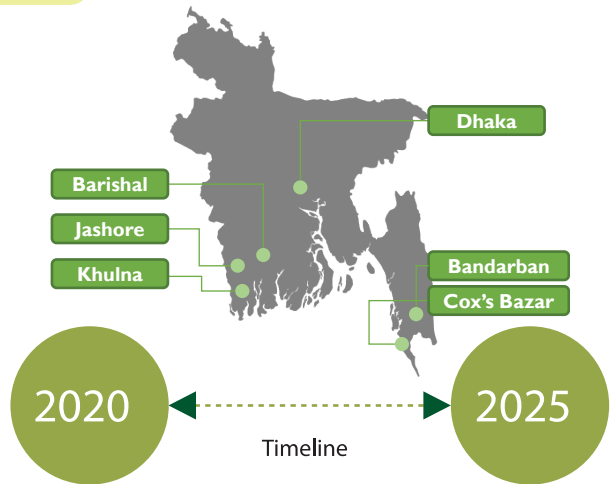 Dhaka
Barishal
Jashore
Khulna
Bandarban
Cox's Bazar
2020
2025
Timeline